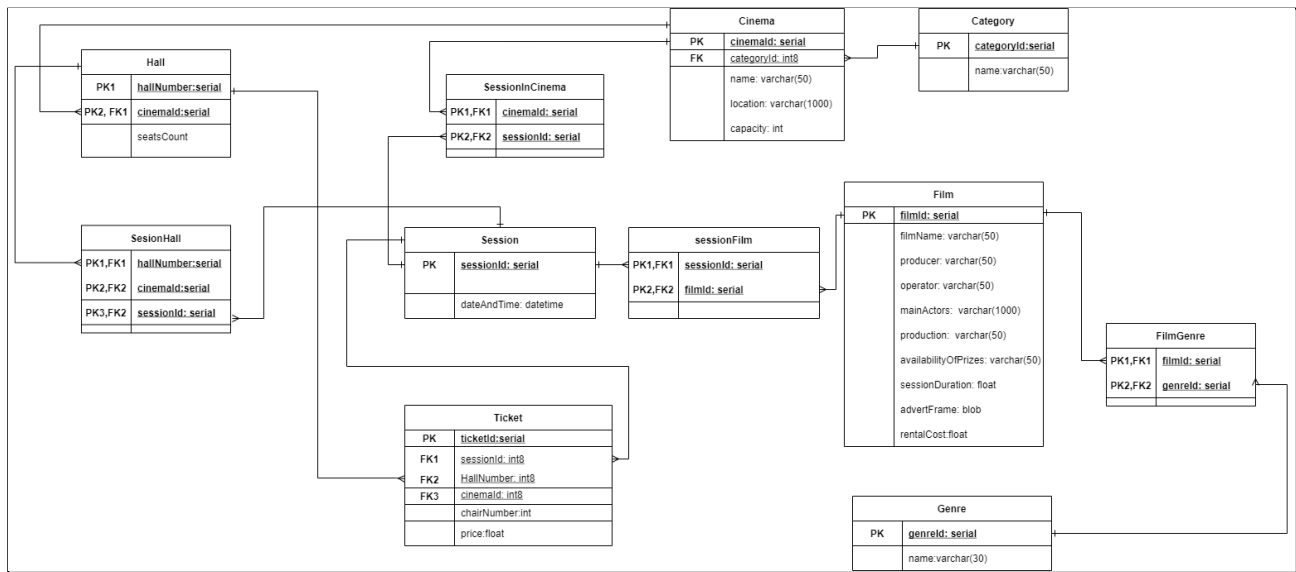 Cinema
PK cinemaId: serial
FK categoryId: int8
name: varchar(50)
location: varchar(1000)
capacity: int
Category
PK categoryId:serial
name:varchar(50)
Hall
PK1 hallNumber:serial
PK2, FK1 cinemaId:serial
seatsCount
SessionInCinema
PK1,FK1 cinemaId: serial
PK2,FK2 sessionId: serial
SesionHall
PK1,FK1 hallNumber:serial
PK2,FK2 cinemaId:serial
PK3,FK2 sessionId: serial
Session
PK sessionId: serial
dateAndTime: datetime
sessionFilm
PK1,FK1 sessionId: serial
PK2,FK2 filmId: serial
Film
PK filmId: serial
filmName: varchar(50)
producer: varchar(50)
operator: varchar(50)
mainActors: varchar(1000)
production: varchar(50)
availabilityOfPrizes: varchar(50)
sessionDuration: float
advertFrame: blob
rentalCost:float
FilmGenre
PK1,FK1 filmId: serial
PK2,FK2 genreId: serial
Ticket
PK ticketId:serial
FK1 sessionId: int8
FK2 HallNumber: int8
FK3 cinemaId: int8
chairNumber:int
price:float
Genre
PK genreId: serial
name:varchar(30)